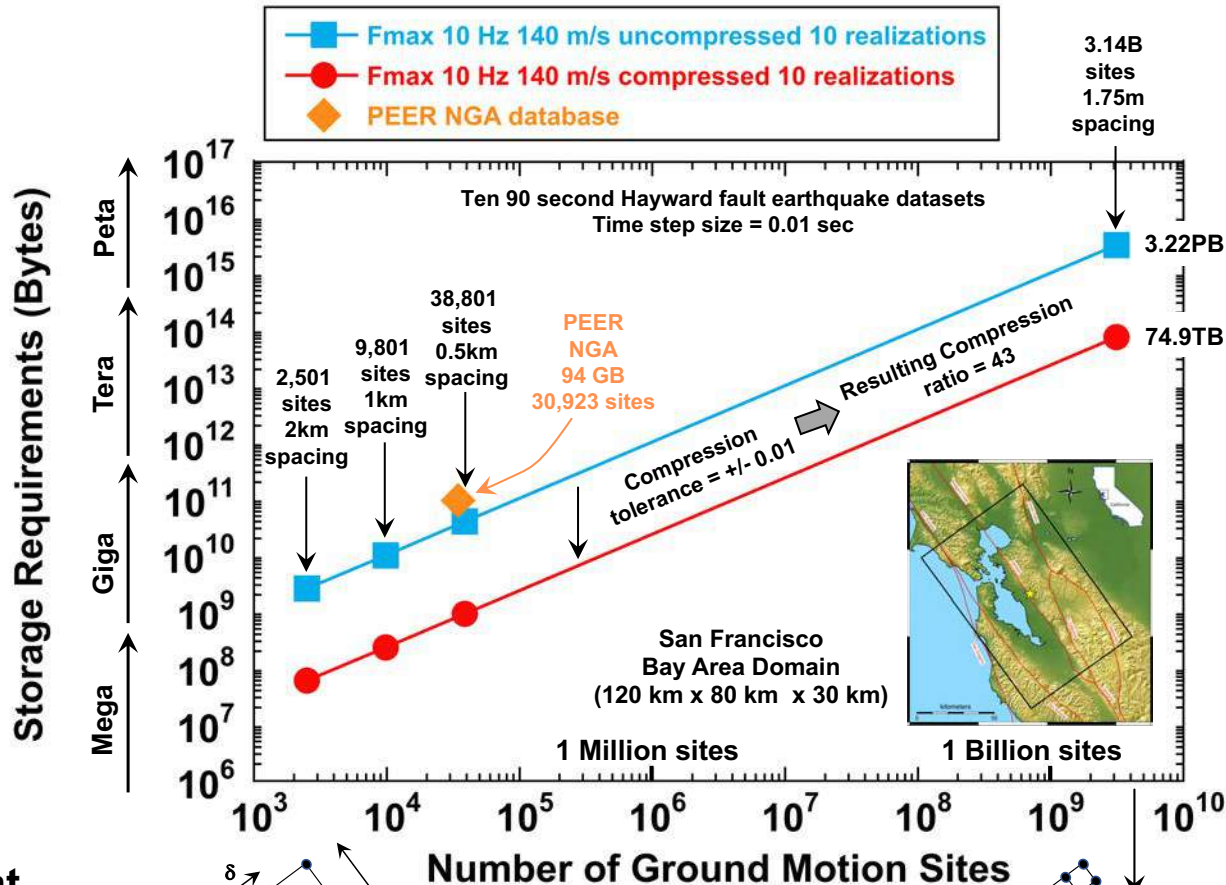 Fmax 10 Hz 140 m/s uncompressed 10 realizations
Fmax 10 Hz 140 m/s compressed 10 realizations
PEER NGA database
3.14B
sites
1.75m
spacing
Storage Requirements (Bytes)
Peta
Tera
Giga
Mega
10^17
10^16
10^15
10^14
10^13
10^12
10^11
10^10
10^9
10^8
10^7
10^6
Ten 90 second Hayward fault earthquake datasets
Time step size = 0.01 sec
3.22PB
74.9TB
2,501
sites
2km
spacing
9,801
sites
1km
spacing
38,801
sites
0.5km
spacing
PEER
NGA
94 GB
30,923 sites
Compression
tolerance = +/- 0.01
Resulting Compression
ratio = 43
N
San Francisco
Bay Area Domain
(120 km x 80 km x 30 km)
kilometers
1 Million sites
1 Billion sites
10^3
10^4
10^5
10^6
10^7
10^8
10^9
10^10
Number of Ground Motion Sites
δ